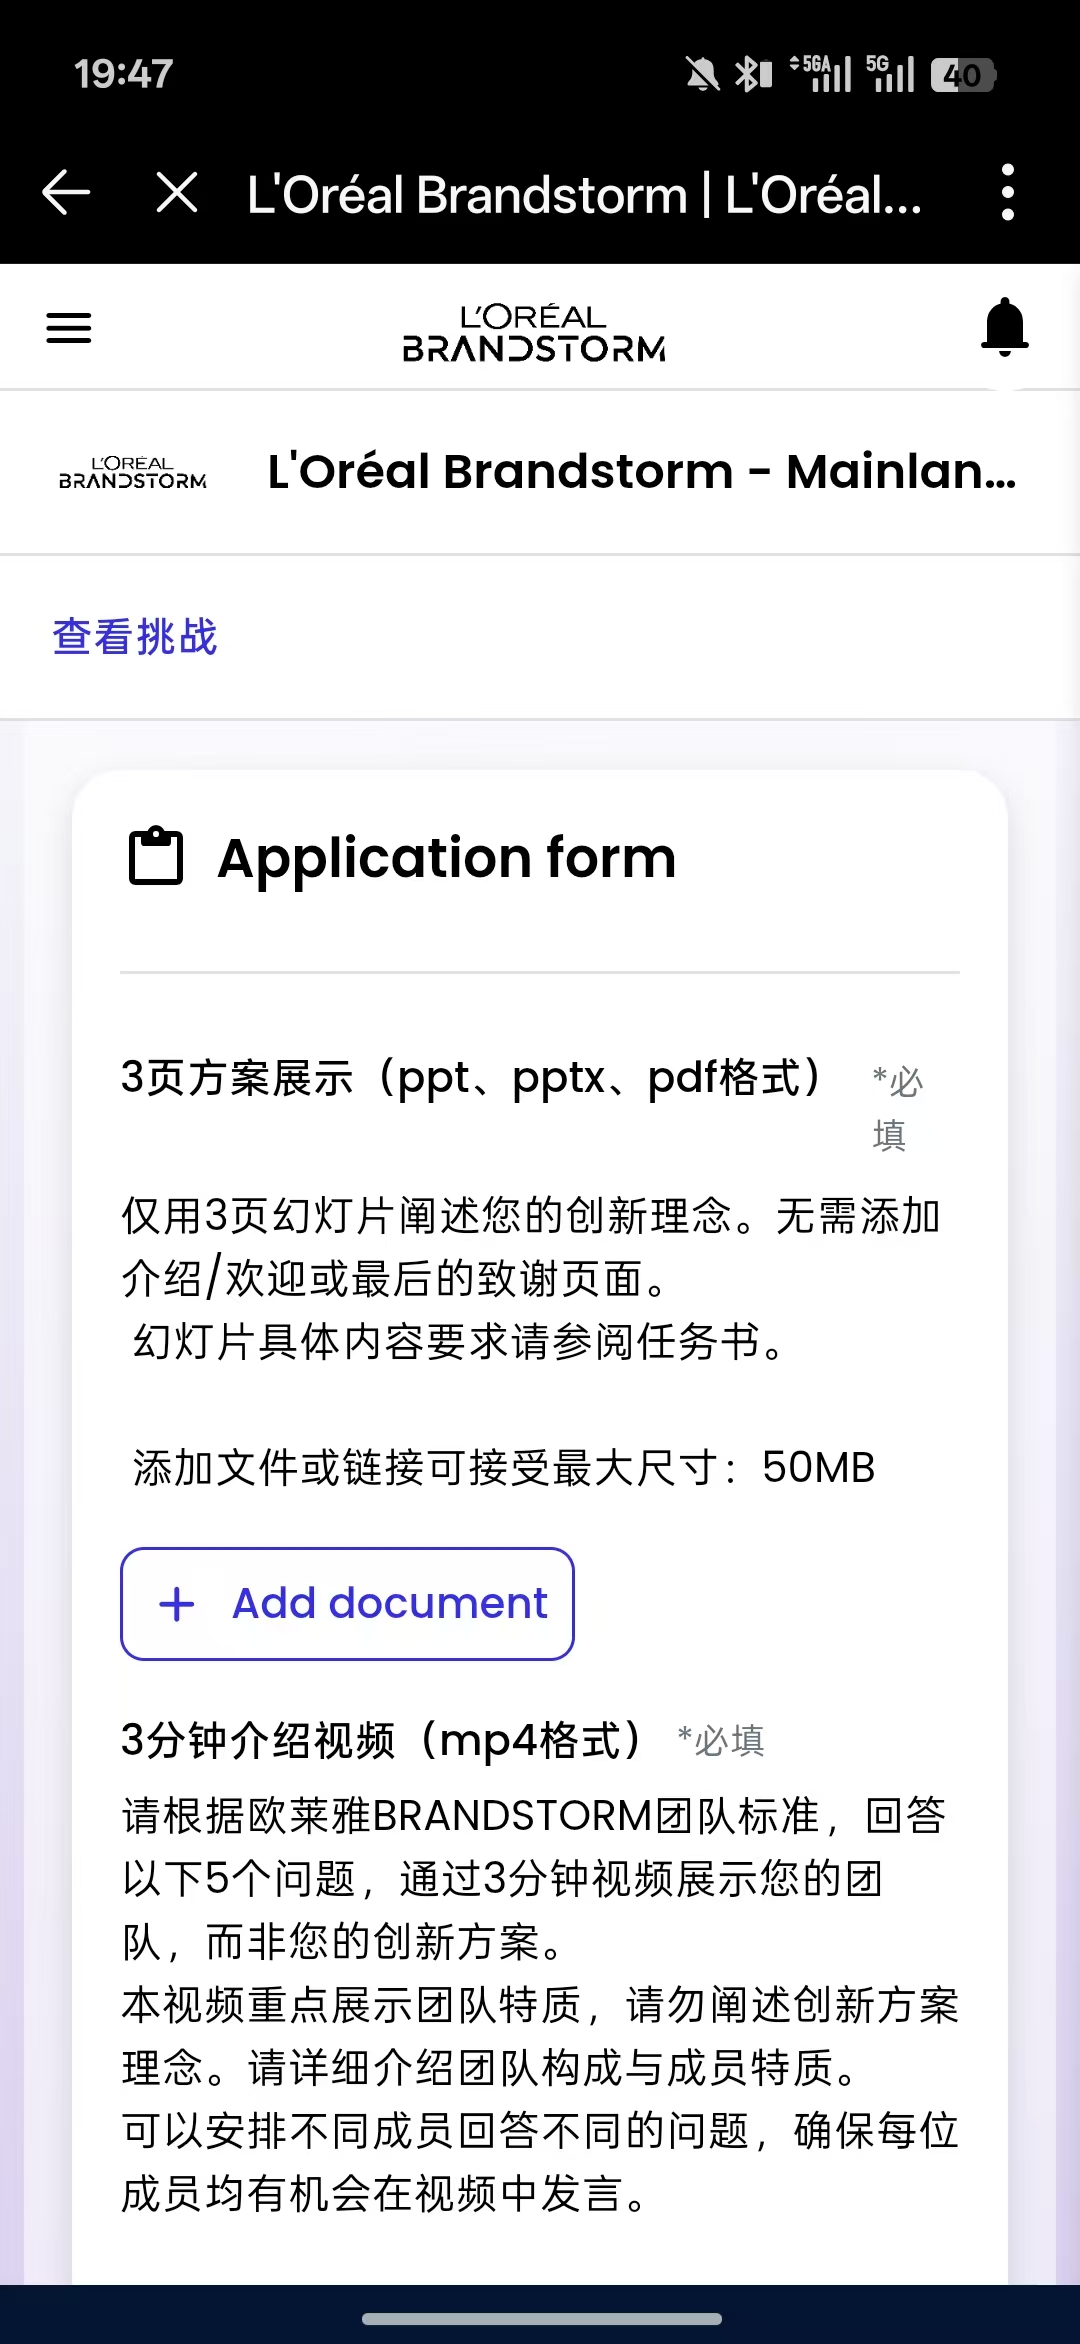 19:47
5GA 5G 40
L'Oréal Brandstorm | L'Oréal...
L'ORÉAL
BRANDSTORM
L'ORÉAL
BRANDSTORM
L'Oréal Brandstorm - Mainlan...
查看挑战
Application form
3页方案展示（ppt、pptx、pdf格式） *必
填
仅用3页幻灯片阐述您的创新理念。无需添加
介绍/欢迎或最后的致谢页面。
幻灯片具体内容要求请参阅任务书。
添加文件或链接可接受最大尺寸：50MB
+ Add document
3分钟介绍视频（mp4格式） *必填
请根据欧莱雅BRANDSTORM团队标准，回答
以下5个问题，通过3分钟视频展示您的团
队，而非您的创新方案。
本视频重点展示团队特质，请勿阐述创新方案
理念。请详细介绍团队构成与成员特质。
可以安排不同成员回答不同的问题，确保每位
成员均有机会在视频中发言。